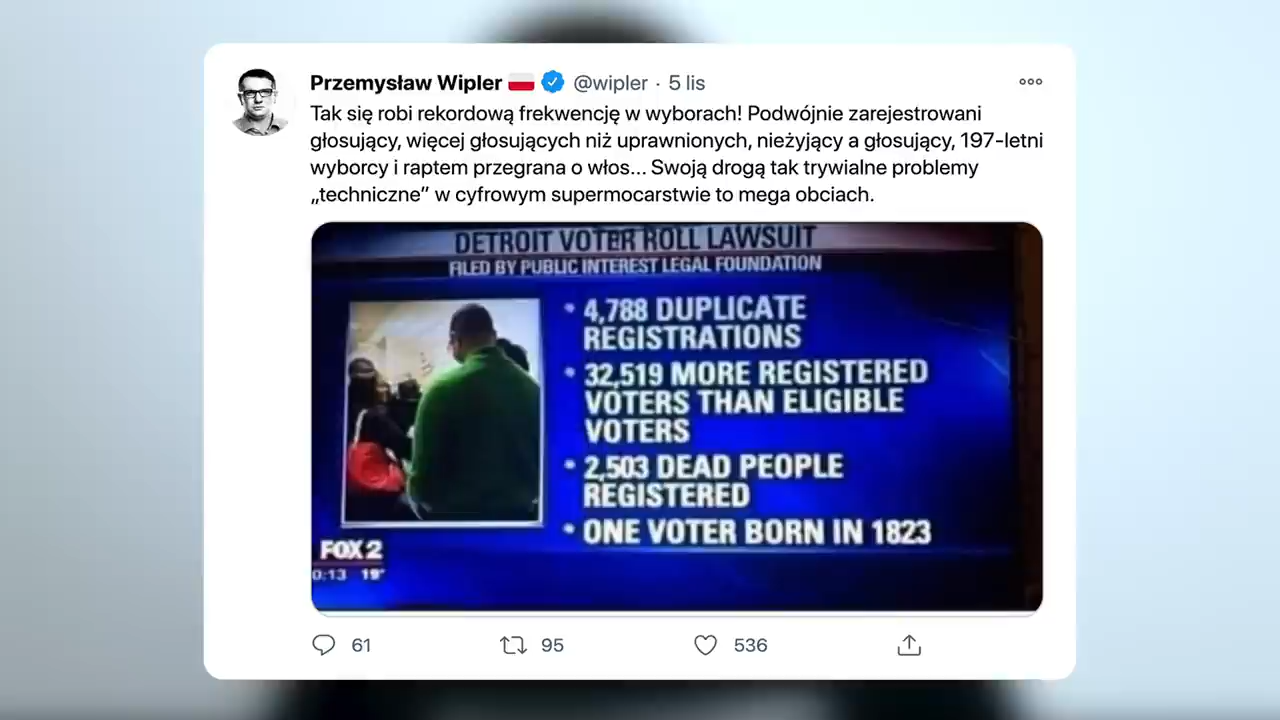 Przemysław Wipler @wipler · 5 lis
Tak się robi rekordową frekwencję w wyborach! Podwójnie zarejestrowani
głosujący, więcej głosujących niż uprawnionych, nieżyjący a głosujący, 197-letni
wyborcy i raptem przegrana o włos... Swoją drogą tak trywialne problemy
„techniczne” w cyfrowym supermocarstwie to mega obciach.
DETROIT VOTER ROLL LAWSUIT
FILED BY PUBLIC INTEREST LEGAL FOUNDATION
• 4,788 DUPLICATE
REGISTRATIONS
• 32,519 MORE REGISTERED
VOTERS THAN ELIGIBLE
VOTERS
• 2,503 DEAD PEOPLE
REGISTERED
• ONE VOTER BORN IN 1823
FOX 2
0:13 19°
61 95 536